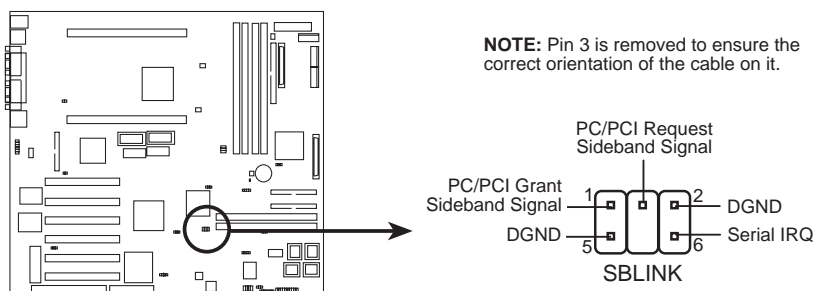 NOTE: Pin 3 is removed to ensure the
correct orientation of the cable on it.
PC/PCI Request
Sideband Signal
PC/PCI Grant
Sideband Signal
1
2
DGND
DGND
5
6
Serial IRQ
SBLINK